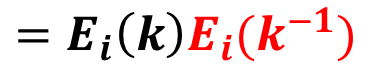 = E_i(k)E_i(k^{-1})